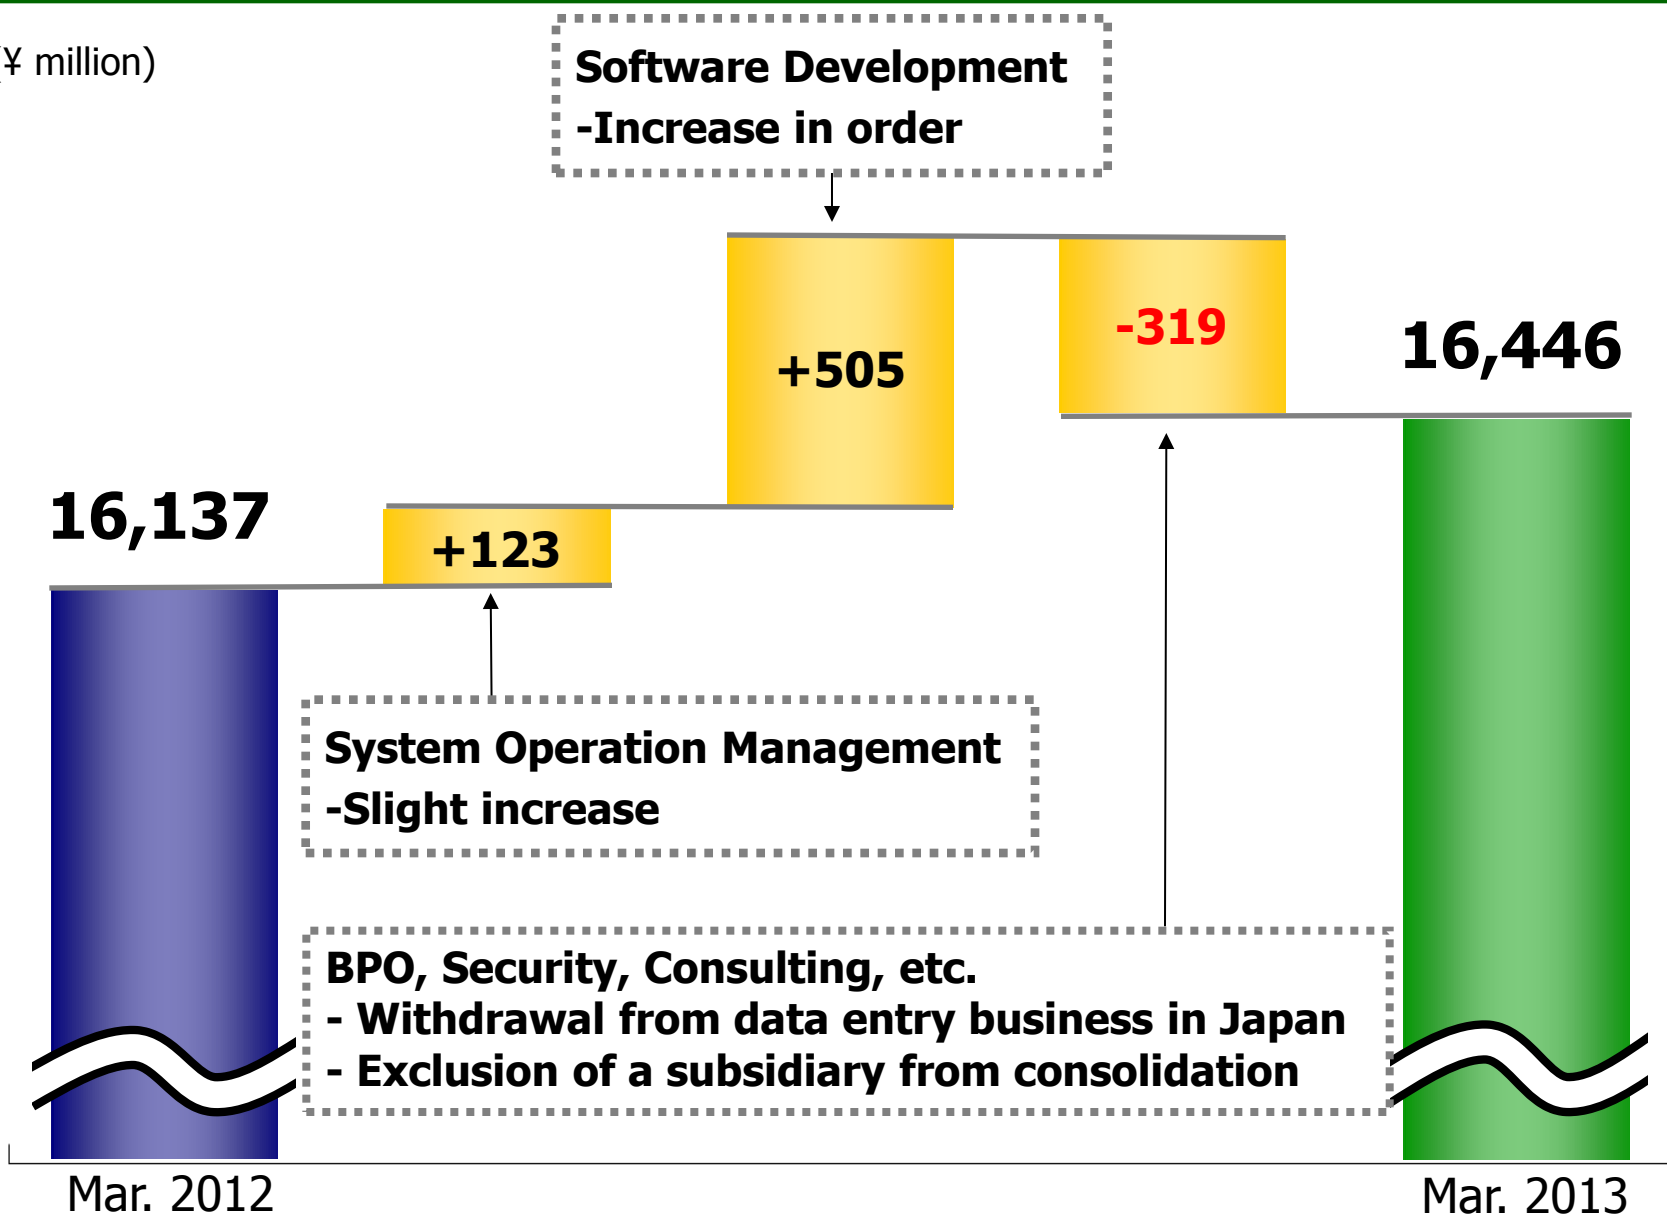 (¥ million)
Software Development
-Increase in order
-319
16,446
+505
16,137
+123
System Operation Management
-Slight increase
BPO, Security, Consulting, etc.
- Withdrawal from data entry business in Japan
- Exclusion of a subsidiary from consolidation
Mar. 2012
Mar. 2013